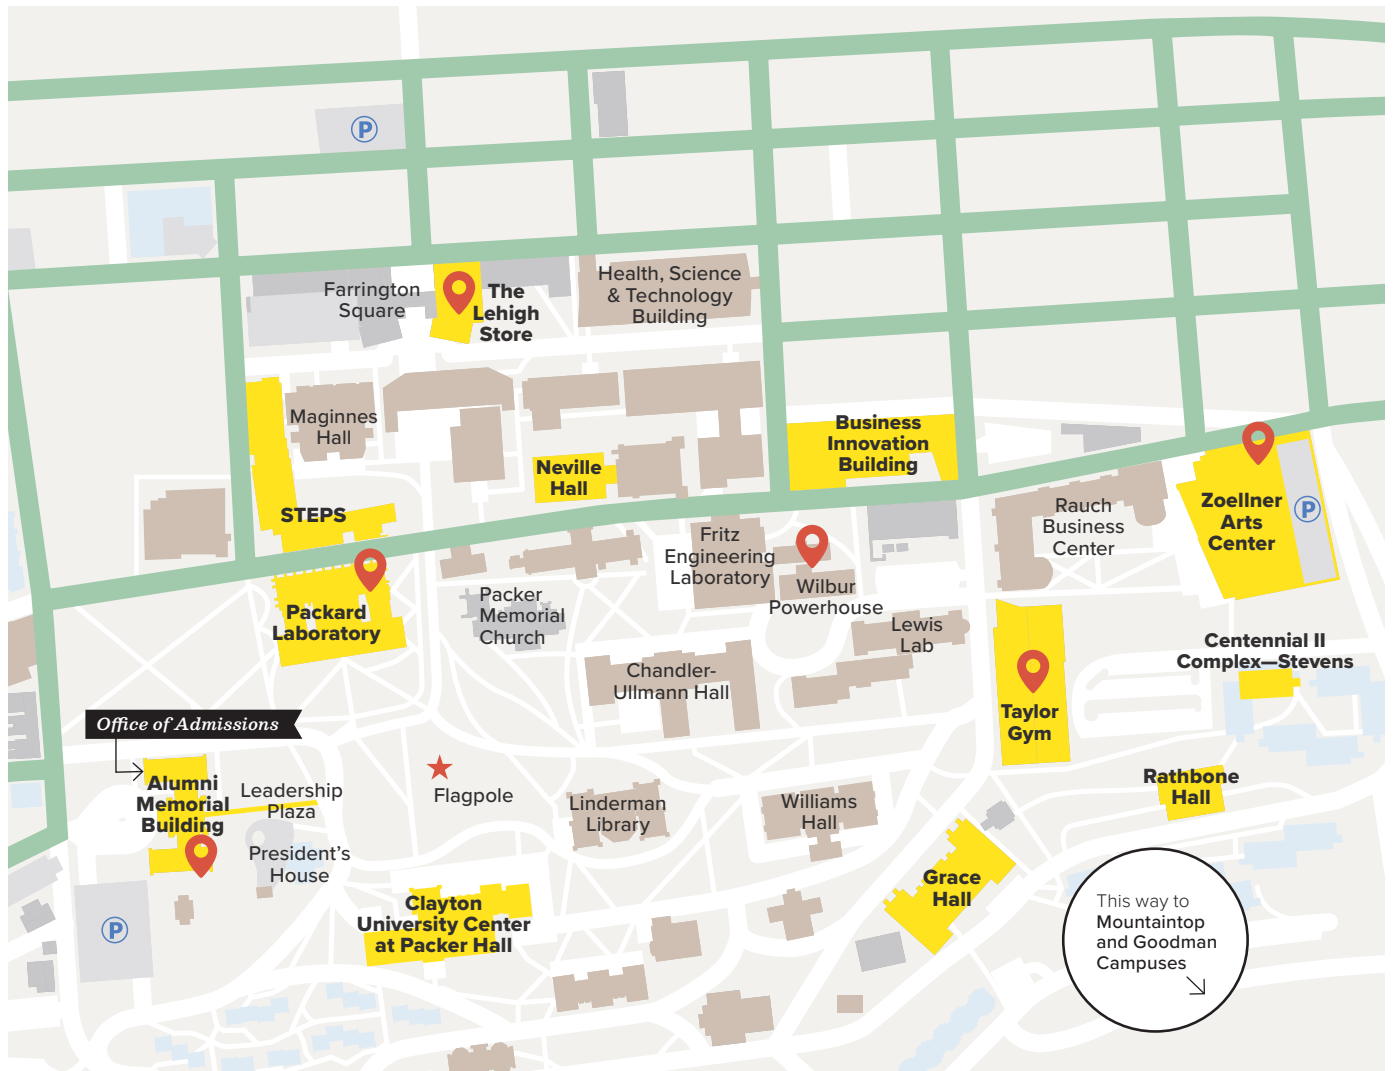 P
Farrington
Square
The
Lehigh
Store
Health, Science
& Technology
Building
Maginnes
Hall
Neville
Hall
Business
Innovation
Building
STEPS
Rauch
Business
Center
Zoellner
Arts
Center
P
Fritz
Engineering
Laboratory
Wilbur
Powerhouse
Packard
Laboratory
Packer
Memorial
Church
Lewis
Lab
Chandler-
Ullmann Hall
Centennial II
Complex—Stevens
Taylor
Gym
Office of Admissions
Alumni
Memorial
Building
Leadership
Plaza
Flagpole
Linderman
Library
Williams
Hall
Rathbone
Hall
President's
House
Grace
Hall
Clayton
University Center
at Packer Hall
P
This way to
Mountaintop
and Goodman
Campuses